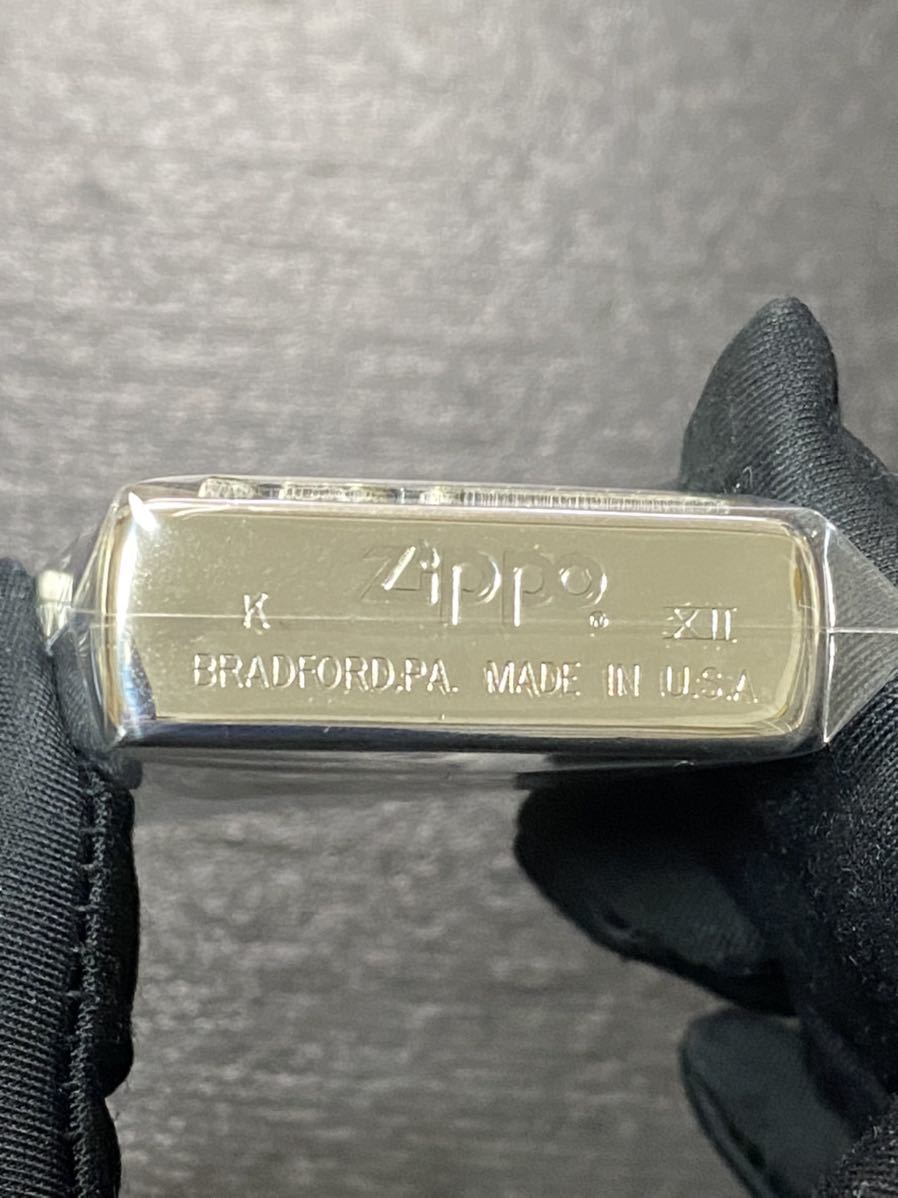 Zippo®
K XII
BRADFORD,PA. MADE IN U.S.A.